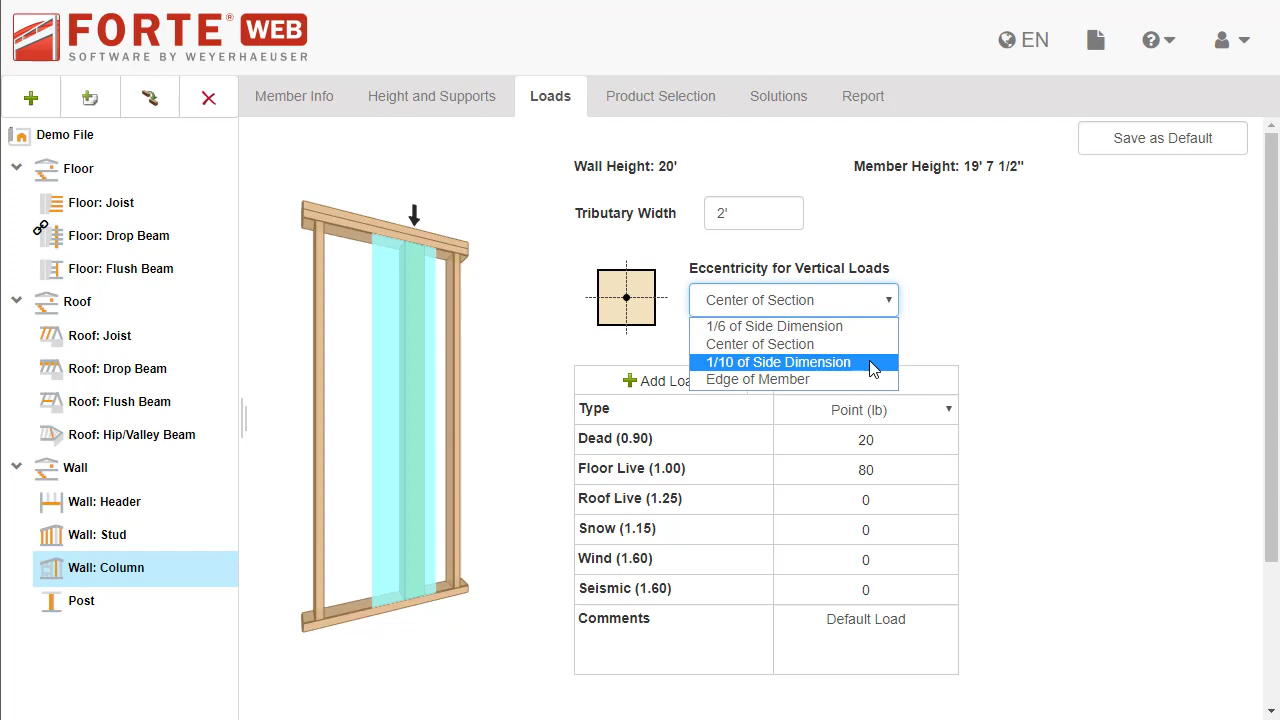 FORTE® WEB
SOFTWARE BY WEYERHAEUSER
EN
Member Info
Height and Supports
Loads
Product Selection
Solutions
Report
Demo File
Floor
Floor: Joist
Floor: Drop Beam
Floor: Flush Beam
Roof
Roof: Joist
Roof: Drop Beam
Roof: Flush Beam
Roof: Hip/Valley Beam
Wall
Wall: Header
Wall: Stud
Wall: Column
Post
Save as Default
Wall Height: 20'
Member Height: 19' 7 1/2"
Tributary Width
2'
Eccentricity for Vertical Loads
Center of Section
1/6 of Side Dimension
Center of Section
1/10 of Side Dimension
Edge of Member
Add Loa
Type
Point (lb)
Dead (0.90)
20
Floor Live (1.00)
80
Roof Live (1.25)
0
Snow (1.15)
0
Wind (1.60)
0
Seismic (1.60)
0
Comments
Default Load